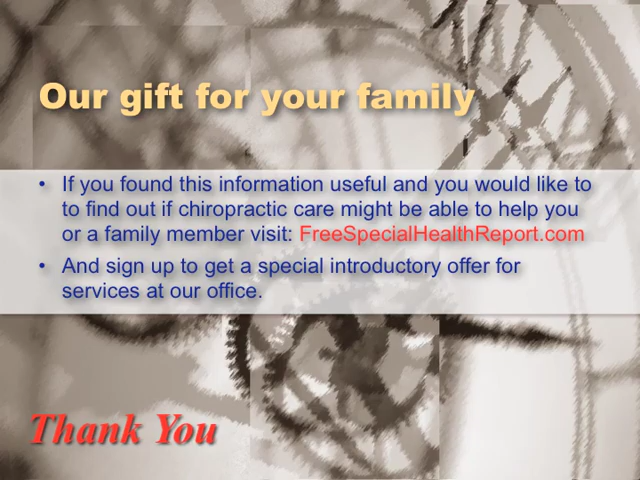 Our gift for your family
• If you found this information useful and you would like to
to find out if chiropractic care might be able to help you
or a family member visit: FreeSpecialHealthReport.com
• And sign up to get a special introductory offer for
services at our office.
Thank You